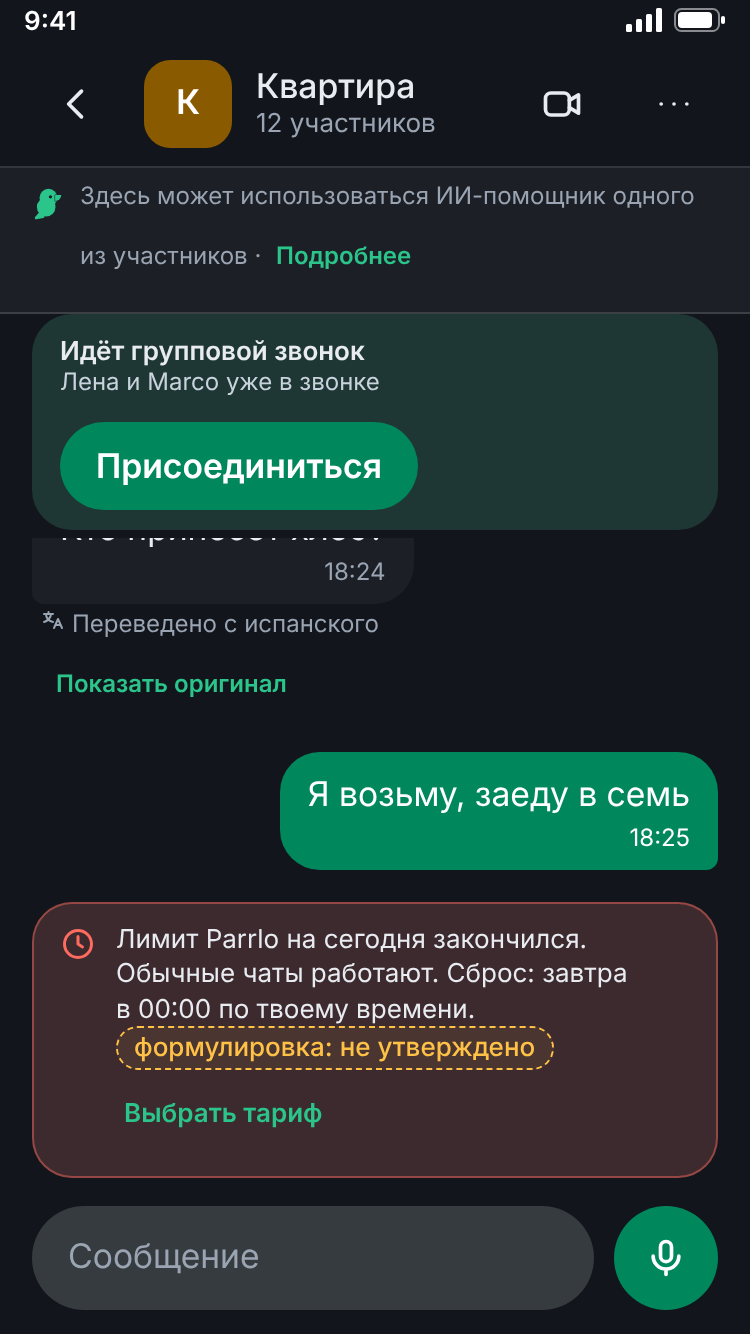 9:41
К
Квартира
12 участников
Здесь может использоваться ИИ-помощник одного
из участников · Подробнее
Идёт групповой звонок
Лена и Marco уже в звонке
Присоединиться
18:24
Переведено с испанского
Показать оригинал
Я возьму, заеду в семь
18:25
Лимит Parrlo на сегодня закончился.
Обычные чаты работают. Сброс: завтра
в 00:00 по твоему времени.
формулировка: не утверждено
Выбрать тариф
Сообщение